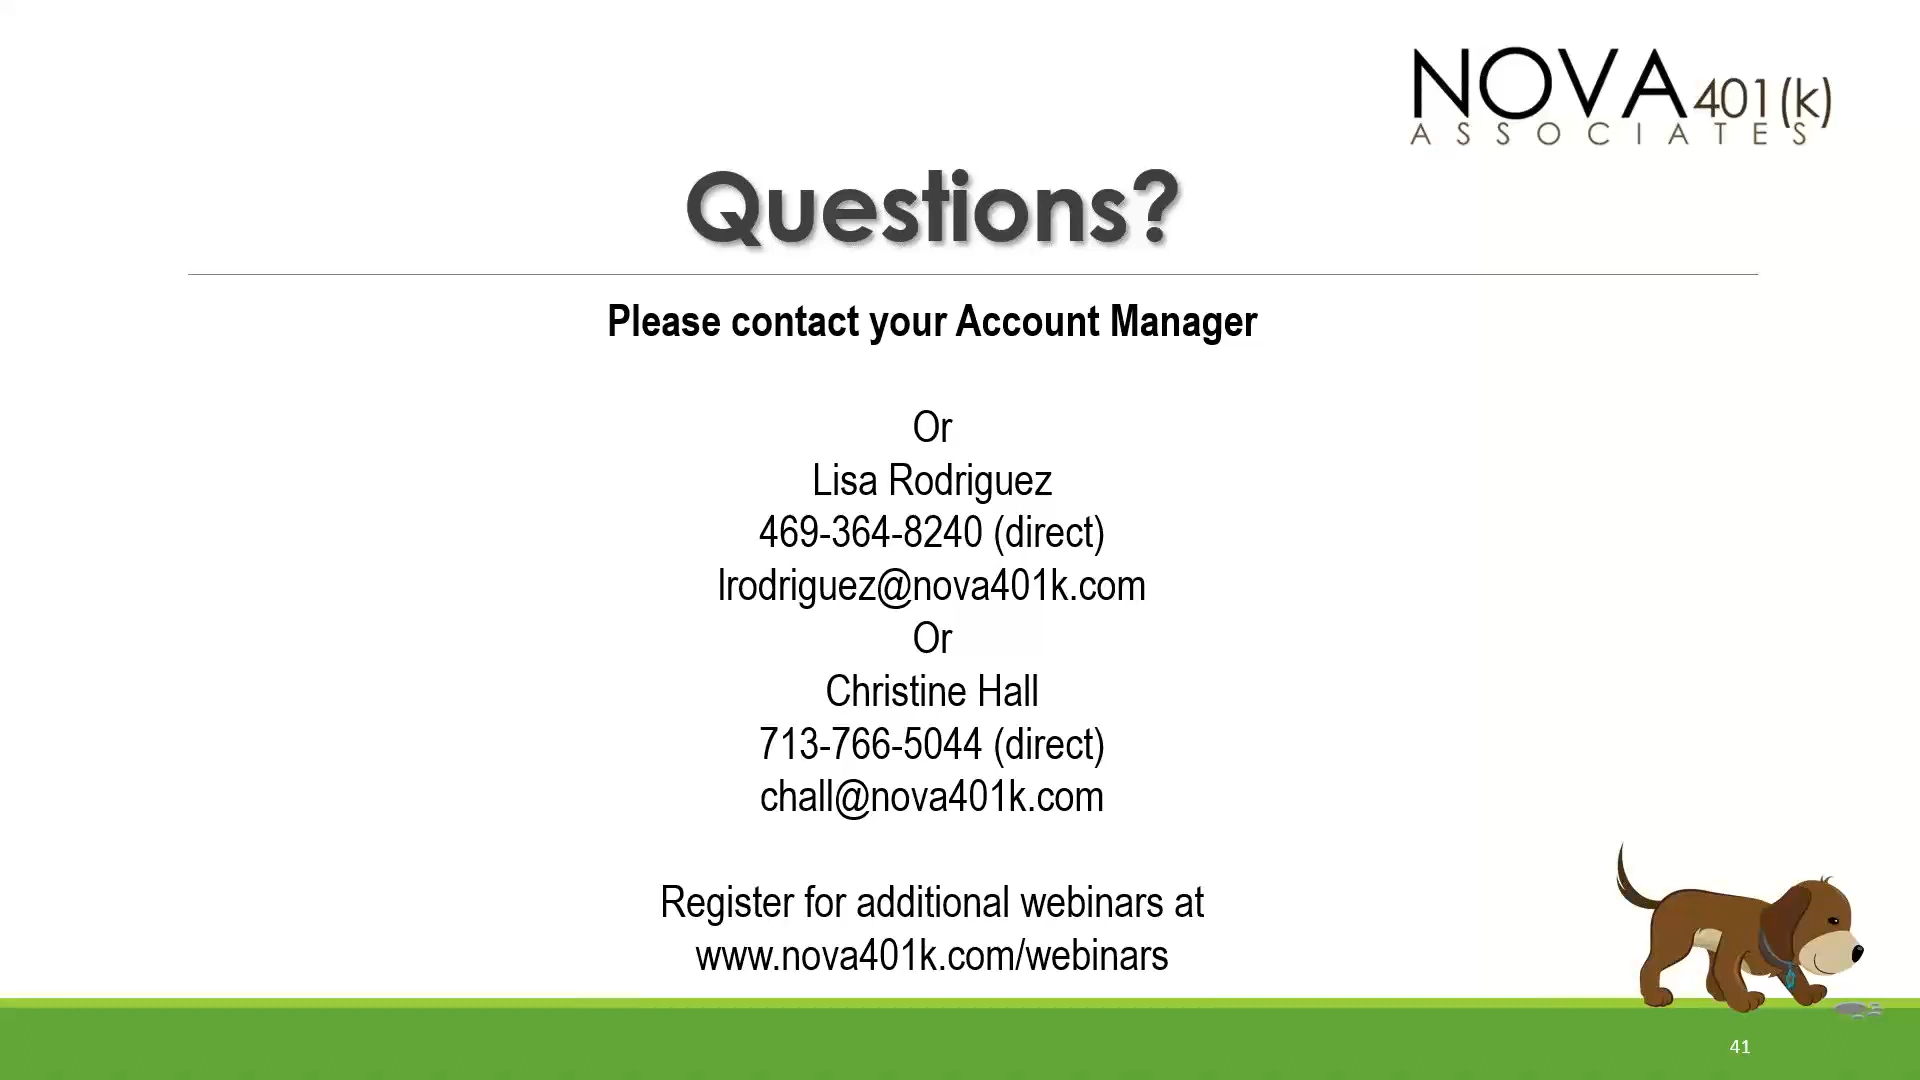 NOVA 401(k)
ASSOCIATES
Questions?
Please contact your Account Manager
Or
Lisa Rodriguez
469-364-8240 (direct)
lrodriguez@nova401k.com
Or
Christine Hall
713-766-5044 (direct)
chall@nova401k.com
Register for additional webinars at
www.nova401k.com/webinars
41